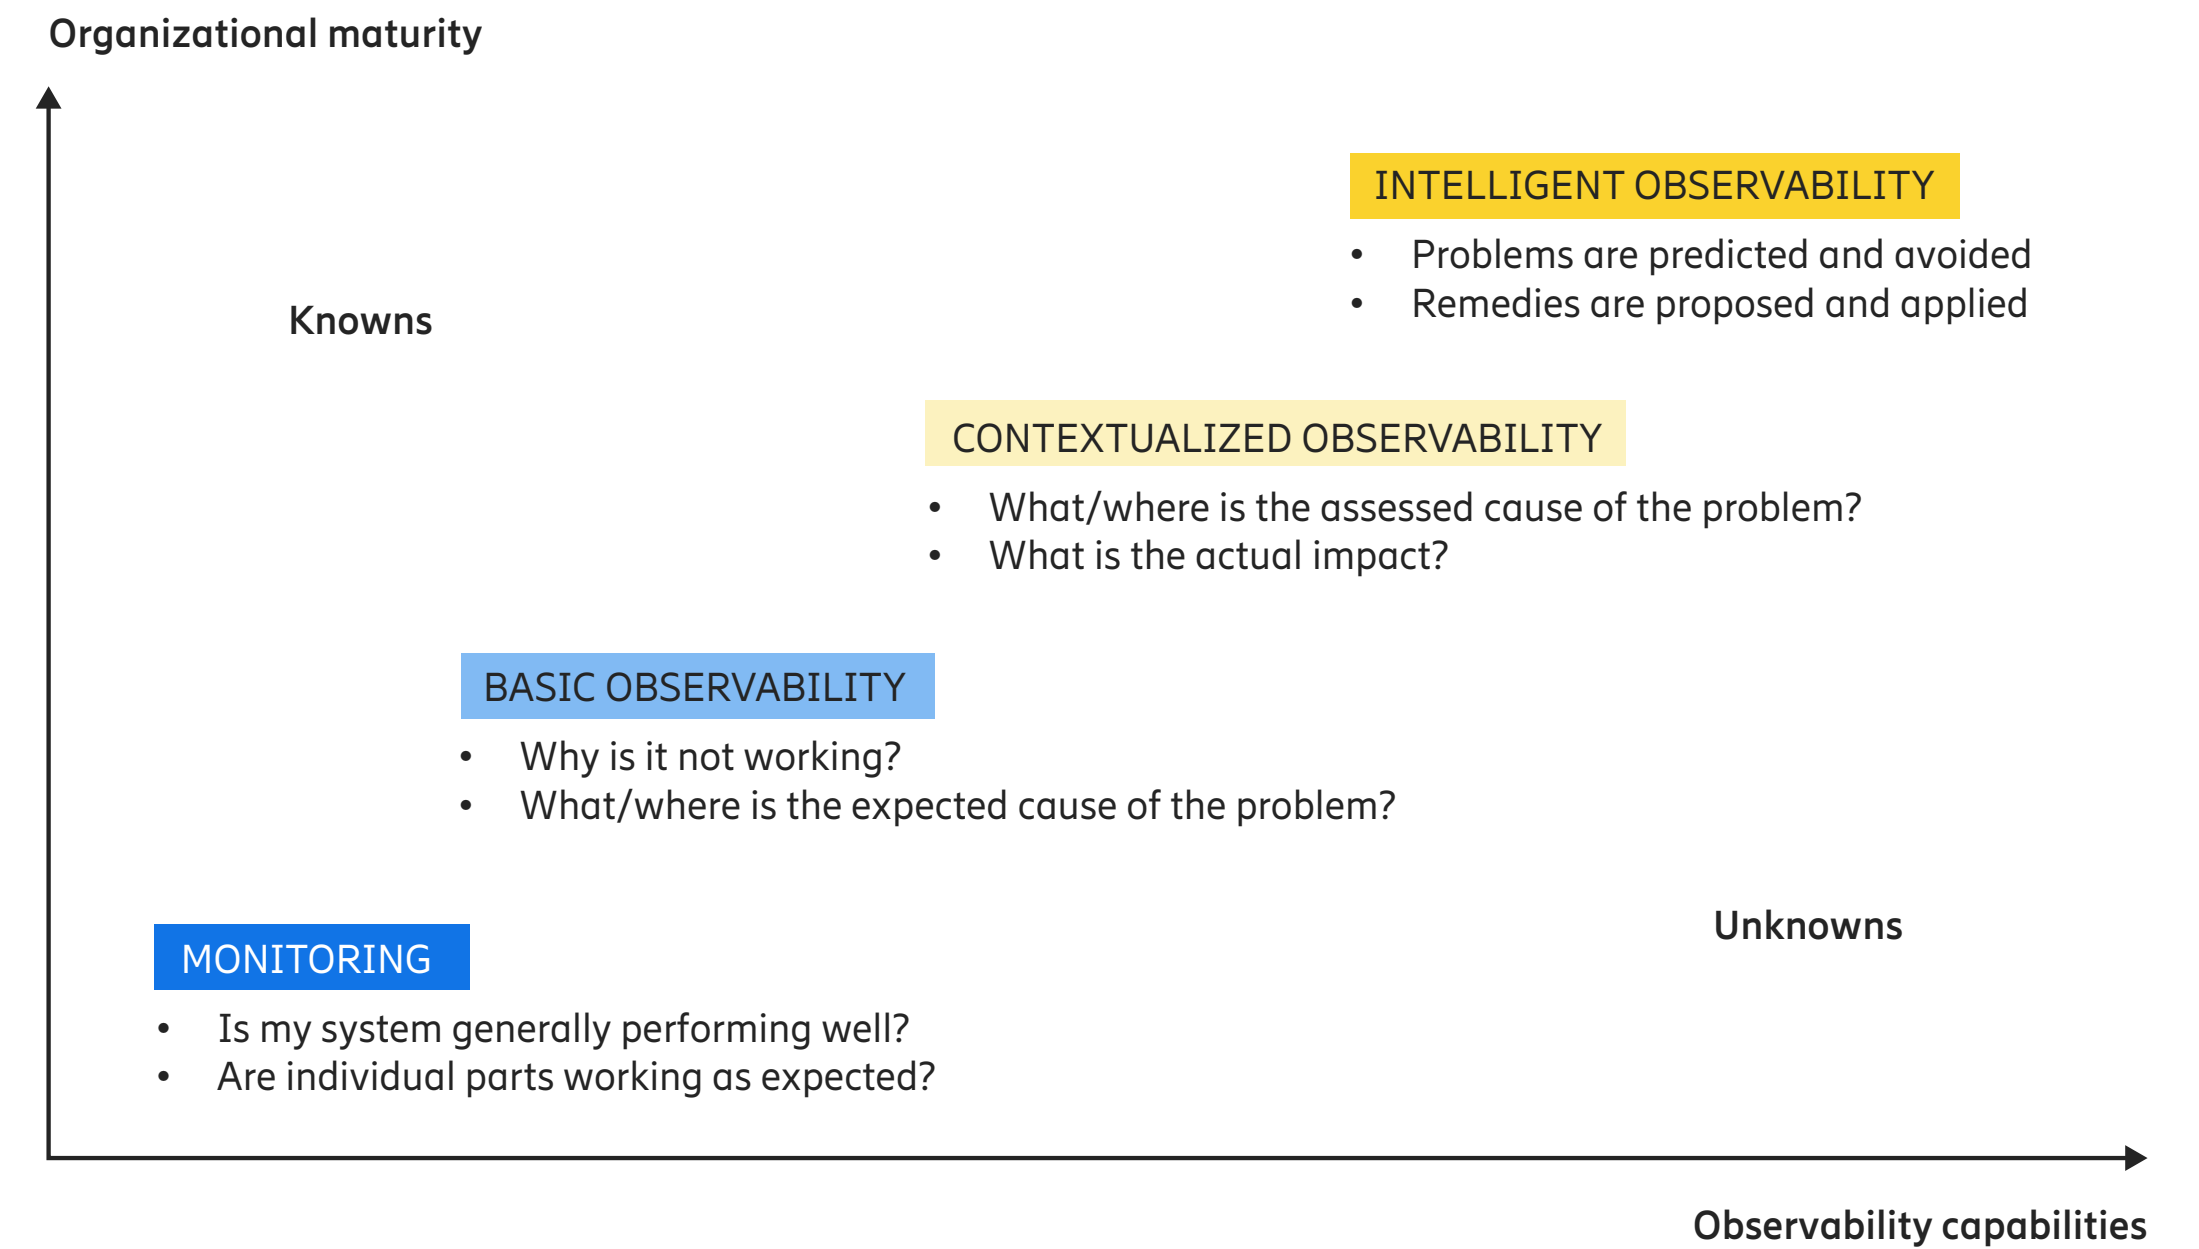 Organizational maturity
INTELLIGENT OBSERVABILITY
• Problems are predicted and avoided
• Remedies are proposed and applied
Knowns
CONTEXTUALIZED OBSERVABILITY
• What/where is the assessed cause of the problem?
• What is the actual impact?
BASIC OBSERVABILITY
• Why is it not working?
• What/where is the expected cause of the problem?
Unknowns
MONITORING
• Is my system generally performing well?
• Are individual parts working as expected?
Observability capabilities